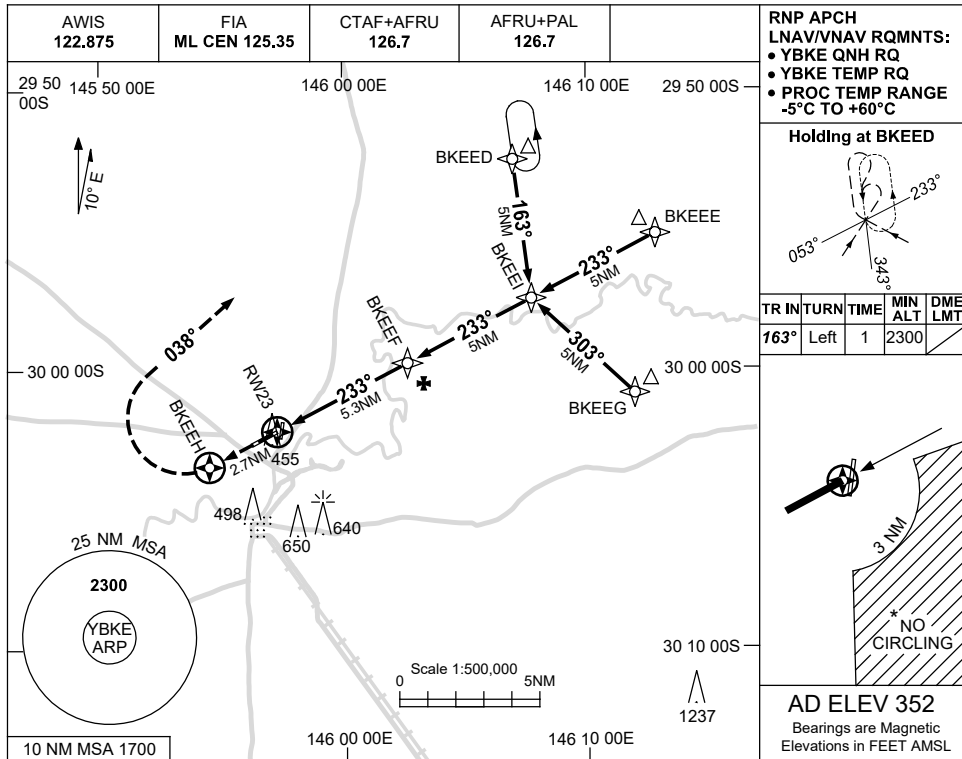 AWIS
122.875
FIA
ML CEN 125.35
CTAF+AFRU
126.7
AFRU+PAL
126.7
RNP APCH
LNAV/VNAV RQMNTS:
• YBKE QNH RQ
• YBKE TEMP RQ
• PROC TEMP RANGE
-5°C TO +60°C
29 50
00S
145 50 00E
146 00 00E
146 10 00E
29 50 00S
10° E
BKEED
163°
5NM
BKEEE
233°
5NM
BKEEI
233°
5NM
BKEEF
303°
5NM
BKEEG
038°
30 00 00S
30 00 00S
RW23
233°
5.3NM
BKEEH
2.7NM
455
498
650
640
25 NM MSA
2300
YBKE
ARP
10 NM MSA 1700
Scale 1:500,000
0
5NM
30 10 00S
1237
146 00 00E
146 10 00E
Holding at BKEED
233°
053°
343°
TR IN
TURN
TIME
MIN
ALT
DME
LMT
163°
Left
1
2300
3 NM
*NO
CIRCLING
AD ELEV 352
Bearings are Magnetic
Elevations in FEET AMSL